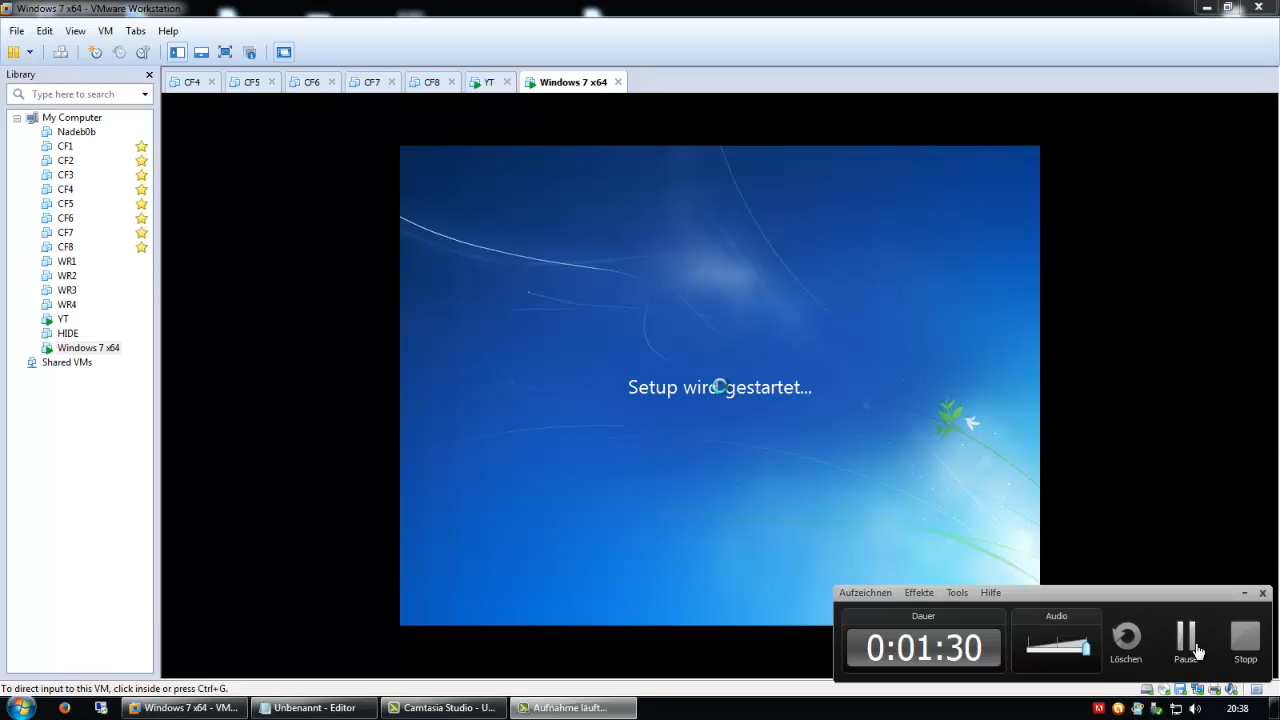 Windows 7 x64 - VMware Workstation
File Edit View VM Tabs Help
Library
Type here to search
CF4 CF5 CF6 CF7 CF8 YT Windows 7 x64
My Computer
Nadeb0b
CF1
CF2
CF3
CF4
CF5
CF6
CF7
CF8
WR1
WR2
WR3
WR4
YT
HIDE
Windows 7 x64
Shared VMs
Setup wird gestartet...
Aufzeichnen Effekte Tools Hilfe
Dauer
Audio
0:01:30
Löschen
Pause
Stopp
To direct input to this VM, click inside or press Ctrl+G.
Windows 7 x64 - VM...
Unbenannt - Editor
Camtasia Studio - U...
Aufnahme läuft...
20:38